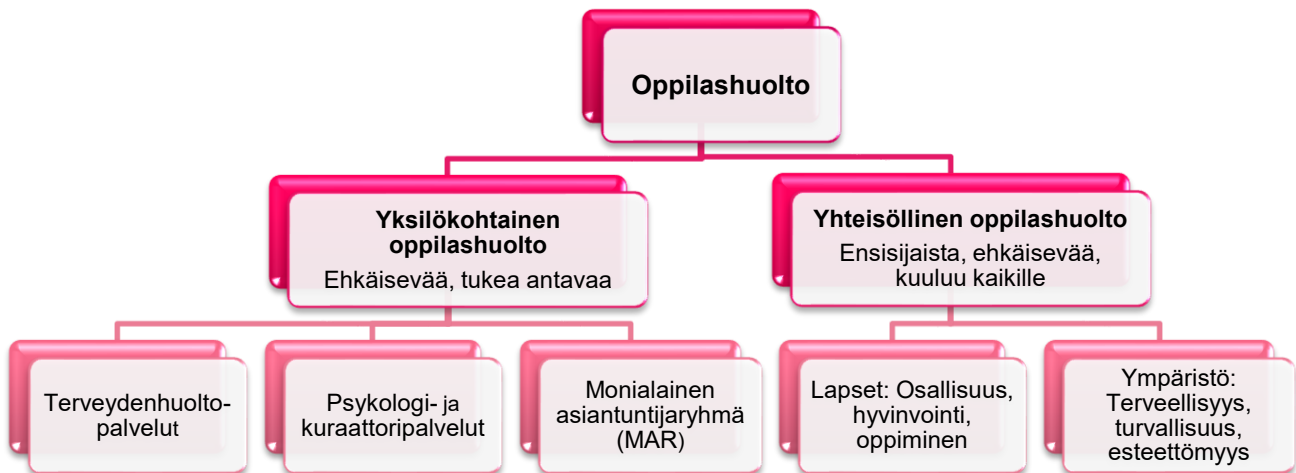 Oppilashuolto
Yksilökohtainen
oppilashuolto
Ehkäisevää, tukea antavaa
Yhteisöllinen oppilashuolto
Ensisijaista, ehkäisevää,
kuuluu kaikille
Terveydenhuolto-
palvelut
Psykologi- ja
kuraattoripalvelut
Monialainen
asiantuntijaryhmä
(MAR)
Lapset: Osallisuus,
hyvinvointi,
oppiminen
Ympäristö:
Terveellisyys,
turvallisuus,
esteettömyys